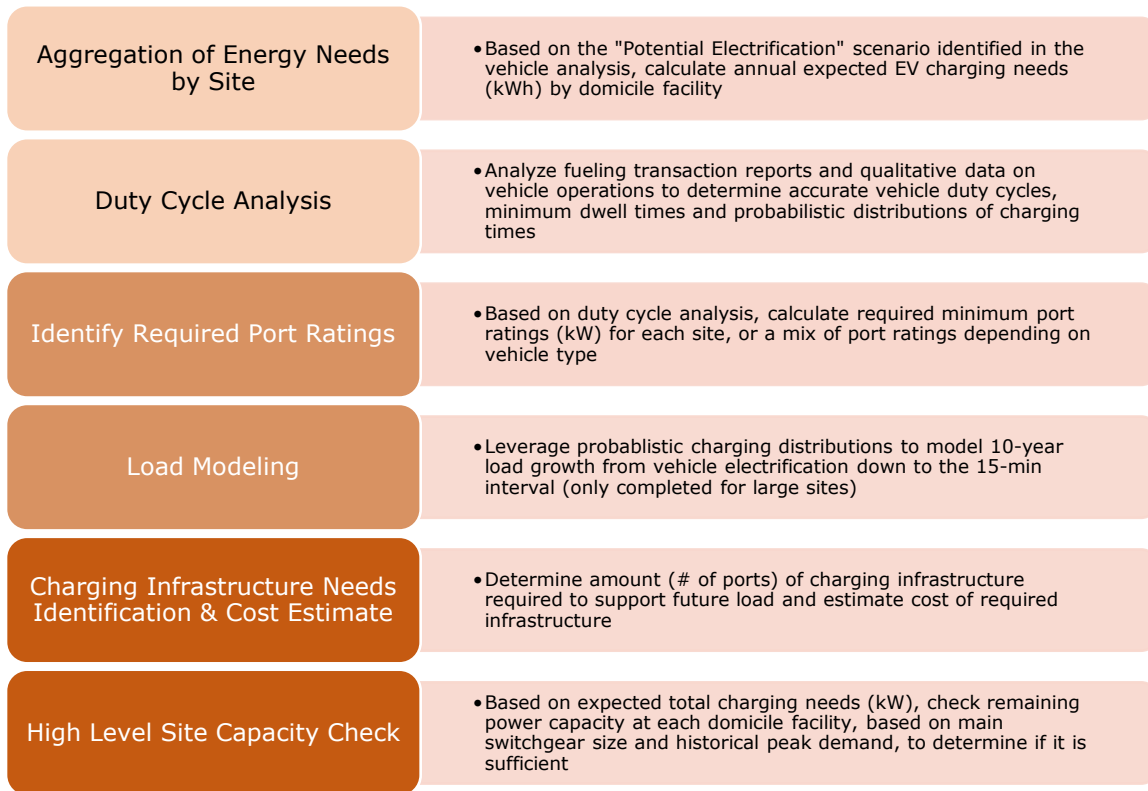 Aggregation of Energy Needs
by Site
•Based on the "Potential Electrification" scenario identified in the
vehicle analysis, calculate annual expected EV charging needs
(kWh) by domicile facility
Duty Cycle Analysis
•Analyze fueling transaction reports and qualitative data on
vehicle operations to determine accurate vehicle duty cycles,
minimum dwell times and probabilistic distributions of charging
times
Identify Required Port Ratings
•Based on duty cycle analysis, calculate required minimum port
ratings (kW) for each site, or a mix of port ratings depending on
vehicle type
Load Modeling
•Leverage probablistic charging distributions to model 10-year
load growth from vehicle electrification down to the 15-min
interval (only completed for large sites)
Charging Infrastructure Needs
Identification & Cost Estimate
•Determine amount (# of ports) of charging infrastructure
required to support future load and estimate cost of required
infrastructure
High Level Site Capacity Check
•Based on expected total charging needs (kW), check remaining
power capacity at each domicile facility, based on main
switchgear size and historical peak demand, to determine if it is
sufficient